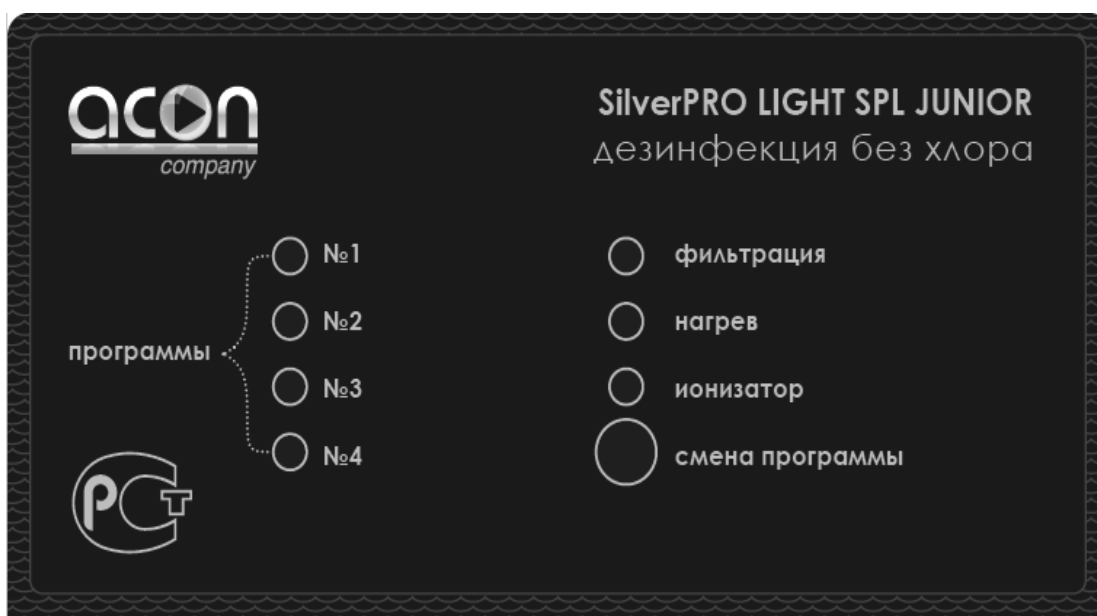 acon
company
SilverPRO LIGHT SPL JUNIOR
дезинфекция без хлора
программы
№1
№2
№3
№4
фильтрация
нагрев
ионизатор
смена программы
РСТ